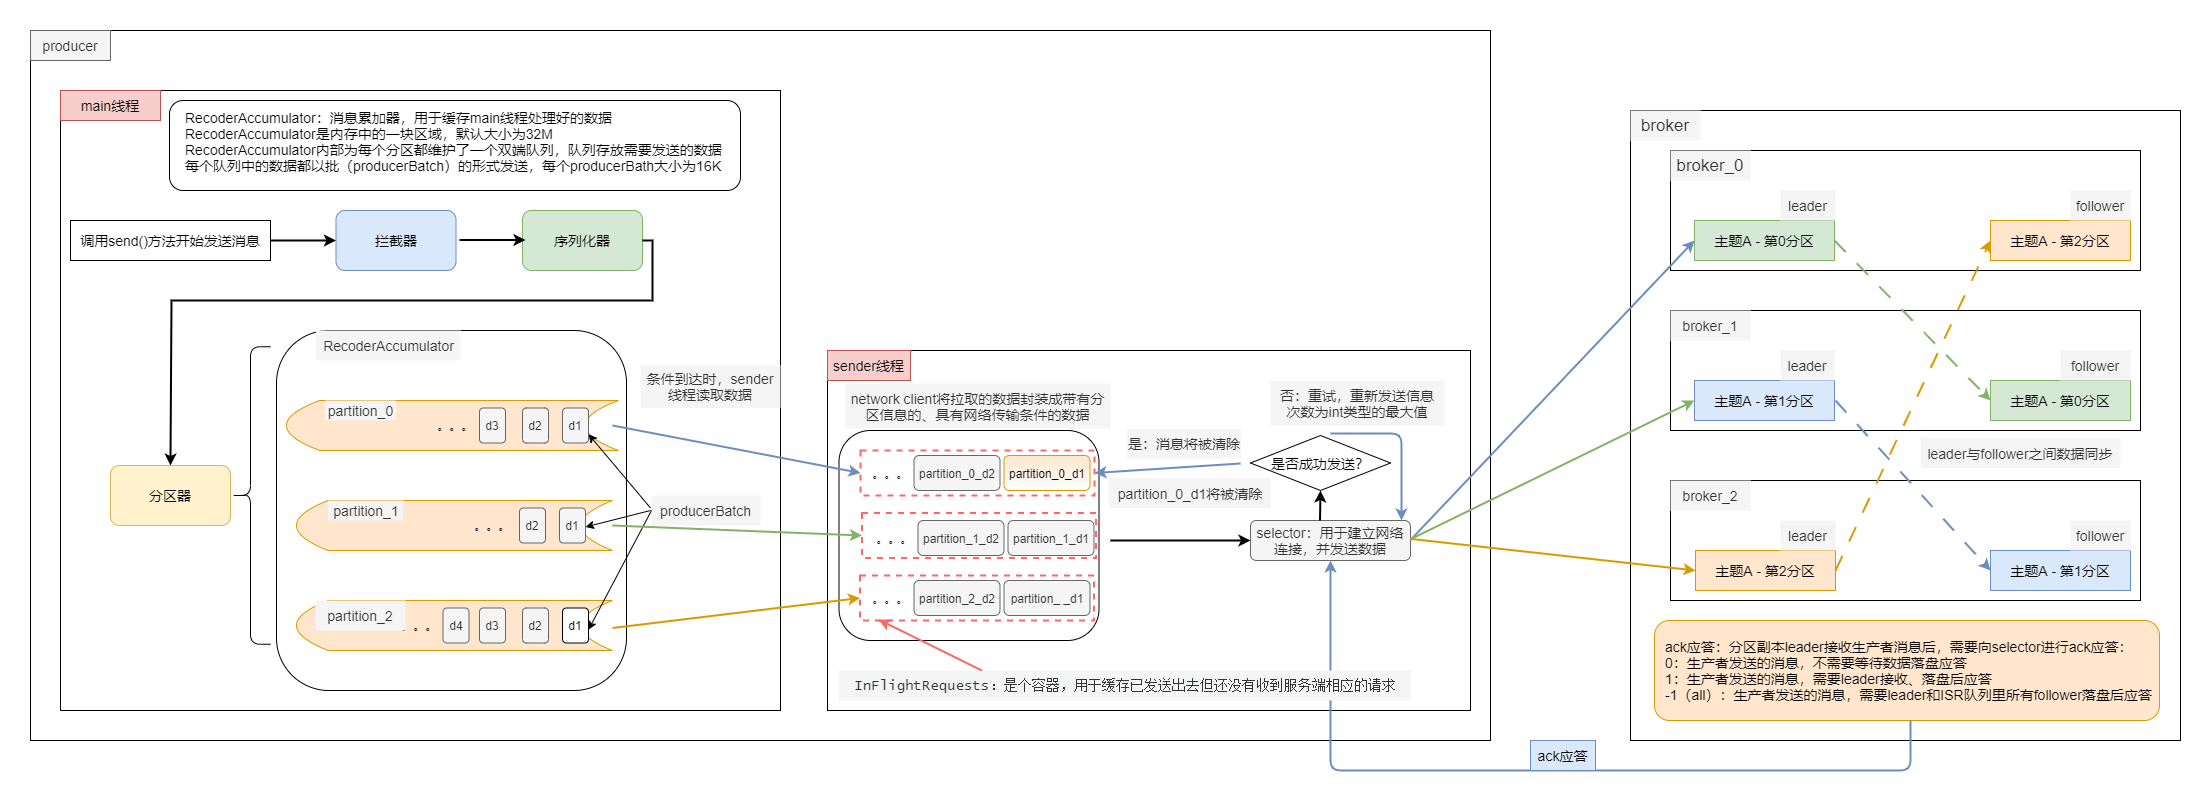 producer
main线程
RecoderAccumulator：消息累加器，用于缓存main线程处理好的数据
RecoderAccumulator是内存中的一块区域，默认大小为32M
RecoderAccumulator内部为每个分区都维护了一个双端队列，队列存放需要发送的数据
每个队列中的数据都以批（producerBatch）的形式发送，每个producerBath大小为16K
调用send()方法开始发送消息
拦截器
序列化器
分区器
RecoderAccumulator
partition_0
。。。
d3
d2
d1
partition_1
。。。
d2
d1
partition_2
。。。
d4
d3
d2
d1
producerBatch
条件到达时，sender
线程读取数据
sender线程
network client将拉取的数据封装成带有分
区信息的、具有网络传输条件的数据
。。。
partition_0_d2
partition_0_d1
。。。
partition_1_d2
partition_1_d1
。。。
partition_2_d2
partition_ _d1
InFlightRequests：是个容器，用于缓存已发送出去但还没有收到服务端相应的请求
否：重试，重新发送信息
次数为int类型的最大值
是：消息将被清除
是否成功发送？
partition_0_d1将被清除
selector：用于建立网络
连接，并发送数据
broker
broker_0
leader
主题A - 第0分区
follower
主题A - 第2分区
broker_1
leader
主题A - 第1分区
follower
主题A - 第0分区
leader与follower之间数据同步
broker_2
leader
主题A - 第2分区
follower
主题A - 第1分区
ack应答：分区副本leader接收生产者消息后，需要向selector进行ack应答：
0：生产者发送的消息，不需要等待数据落盘应答
1：生产者发送的消息，需要leader接收、落盘后应答
-1（all）：生产者发送的消息，需要leader和ISR队列里所有follower落盘后应答
ack应答